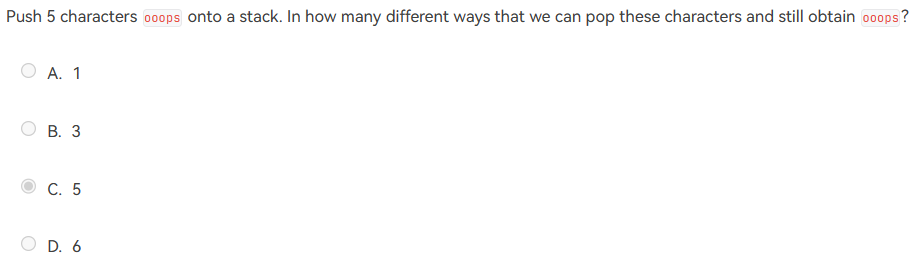 Push 5 characters ooops onto a stack. In how many different ways that we can pop these characters and still obtain ooops?
A. 1
B. 3
C. 5
D. 6